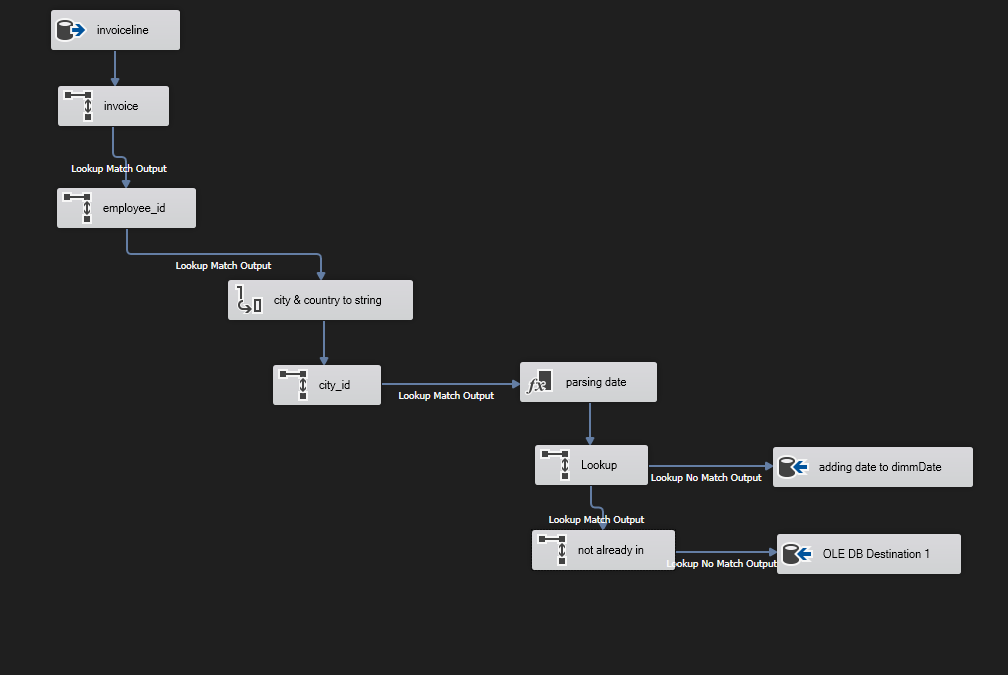 invoiceline
invoice
Lookup Match Output
employee_id
Lookup Match Output
city & country to string
city_id
Lookup Match Output
parsing date
Lookup
Lookup No Match Output
adding date to dimmDate
Lookup Match Output
not already in
Lookup No Match Output
OLE DB Destination 1